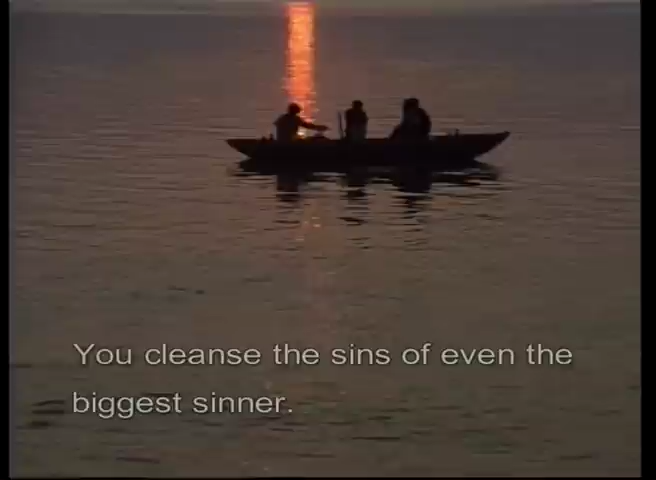 You cleanse the sins of even the
biggest sinner.